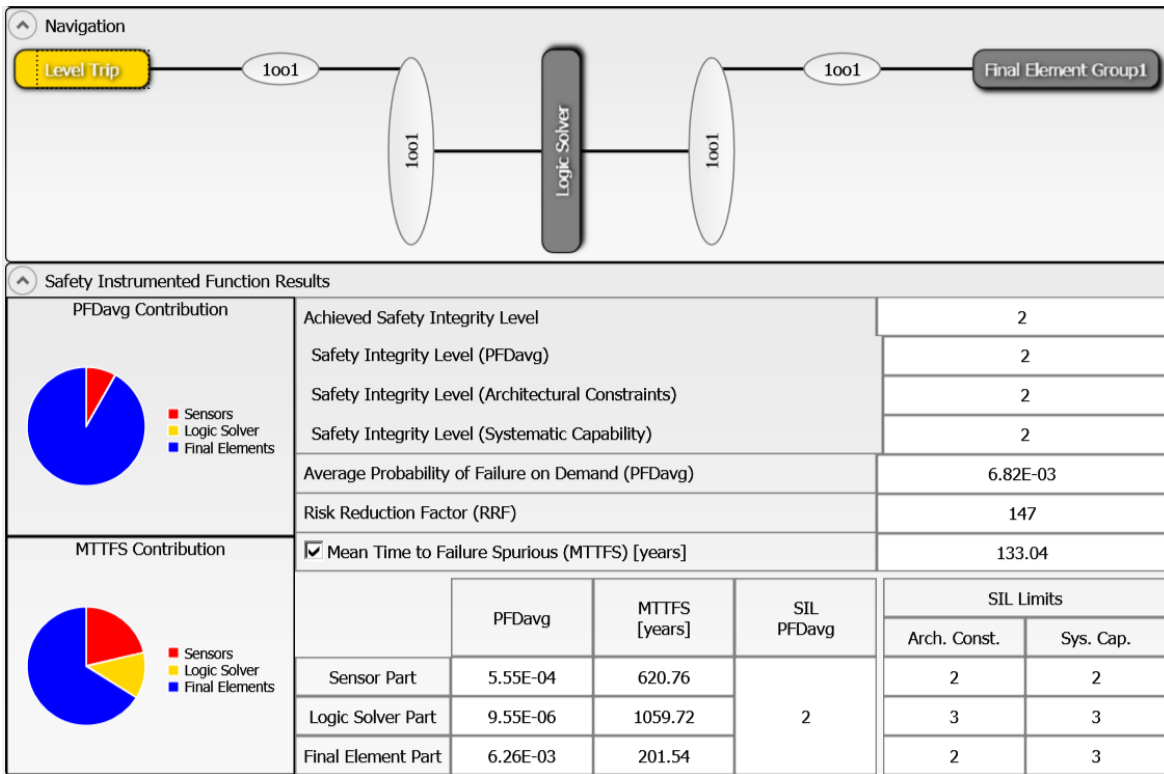 Navigation
Level Trip
1oo1
1oo1
Logic Solver
1oo1
1oo1
Final Element Group1
Safety Instrumented Function Results
PFDavg Contribution
Sensors
Logic Solver
Final Elements
MTTFS Contribution
Sensors
Logic Solver
Final Elements
Achieved Safety Integrity Level 2
Safety Integrity Level (PFDavg) 2
Safety Integrity Level (Architectural Constraints) 2
Safety Integrity Level (Systematic Capability) 2
Average Probability of Failure on Demand (PFDavg) 6.82E-03
Risk Reduction Factor (RRF) 147
Mean Time to Failure Spurious (MTTFS) [years] 133.04
PFDavg
MTTFS
[years]
SIL
PFDavg
SIL Limits
Arch. Const. Sys. Cap.
Sensor Part 5.55E-04 620.76 2 2
Logic Solver Part 9.55E-06 1059.72 2 3 3
Final Element Part 6.26E-03 201.54 2 3